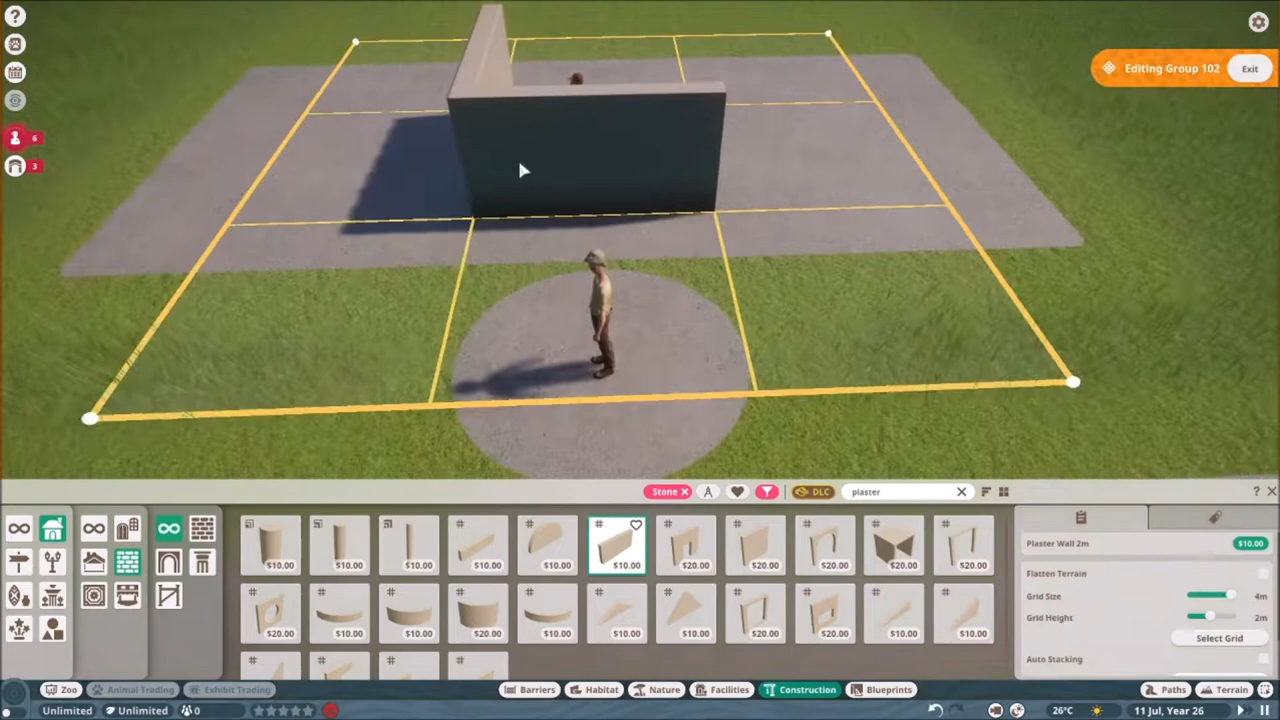 Editing Group 102 Exit
6
3
Stone DLC plaster
$10.00 $10.00 $10.00 $10.00 $10.00 $10.00 $20.00 $20.00 $20.00 $20.00 $20.00
$20.00 $10.00 $10.00 $10.00 $10.00 $10.00 $10.00 $20.00 $20.00 $10.00 $10.00
Plaster Wall 2m $10.00
Flatten Terrain
Grid Size 4m
Grid Height 2m
Select Grid
Auto Stacking
Zoo Animal Trading Exhibit Trading Barriers Habitat Nature Facilities Construction Blueprints Paths Terrain
Unlimited Unlimited 0 26°C 11 Jul, Year 26